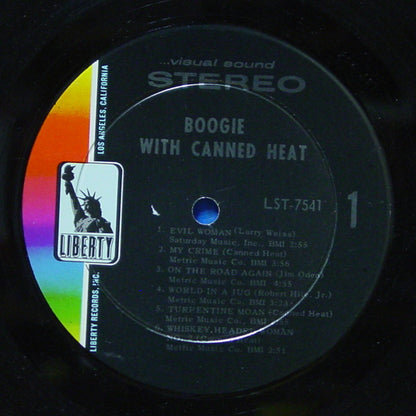 ...visual sound
STEREO
BOOGIE
WITH CANNED HEAT
LST-7541
1
1. EVIL WOMAN (Larry Weiss)
Saturday Music, Inc., BMI 2:55
2. MY CRIME (Canned Heat)
Metric Music Co. BMI 3:55
3. ON THE ROAD AGAIN (Jim Oden)
Metric Music Co. BMI 4:55
4. WORLD IN A JUG (Robert Hite, Jr.)
Metric Music Co. BMI
5. TURPENTINE MOAN (Canned Heat)
Metric Music Co. BMI 2:56
6. WHISKEY HEADED WOMAN
(Canned Heat)
Metric Music Co. BMI 2:51
LIBERTY
LIBERTY RECORDS, INC.
LOS ANGELES, CALIFORNIA